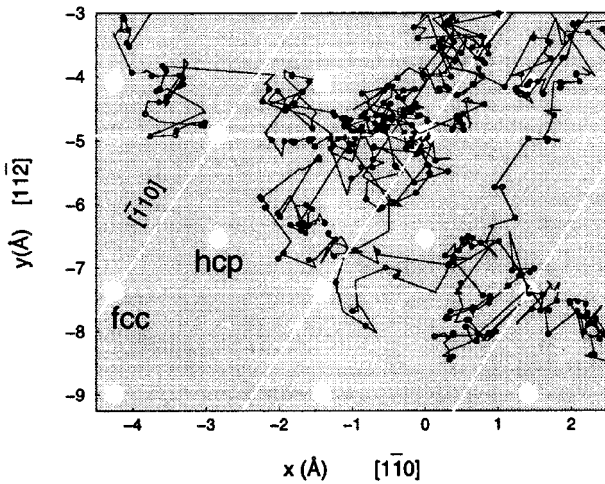 −3
−4
−5
−6
−7
−8
−9
y(Å) [112̄]
[1̄10]
hcp
fcc
−4 −3 −2 −1 0 1 2
x (Å) [11̄0]